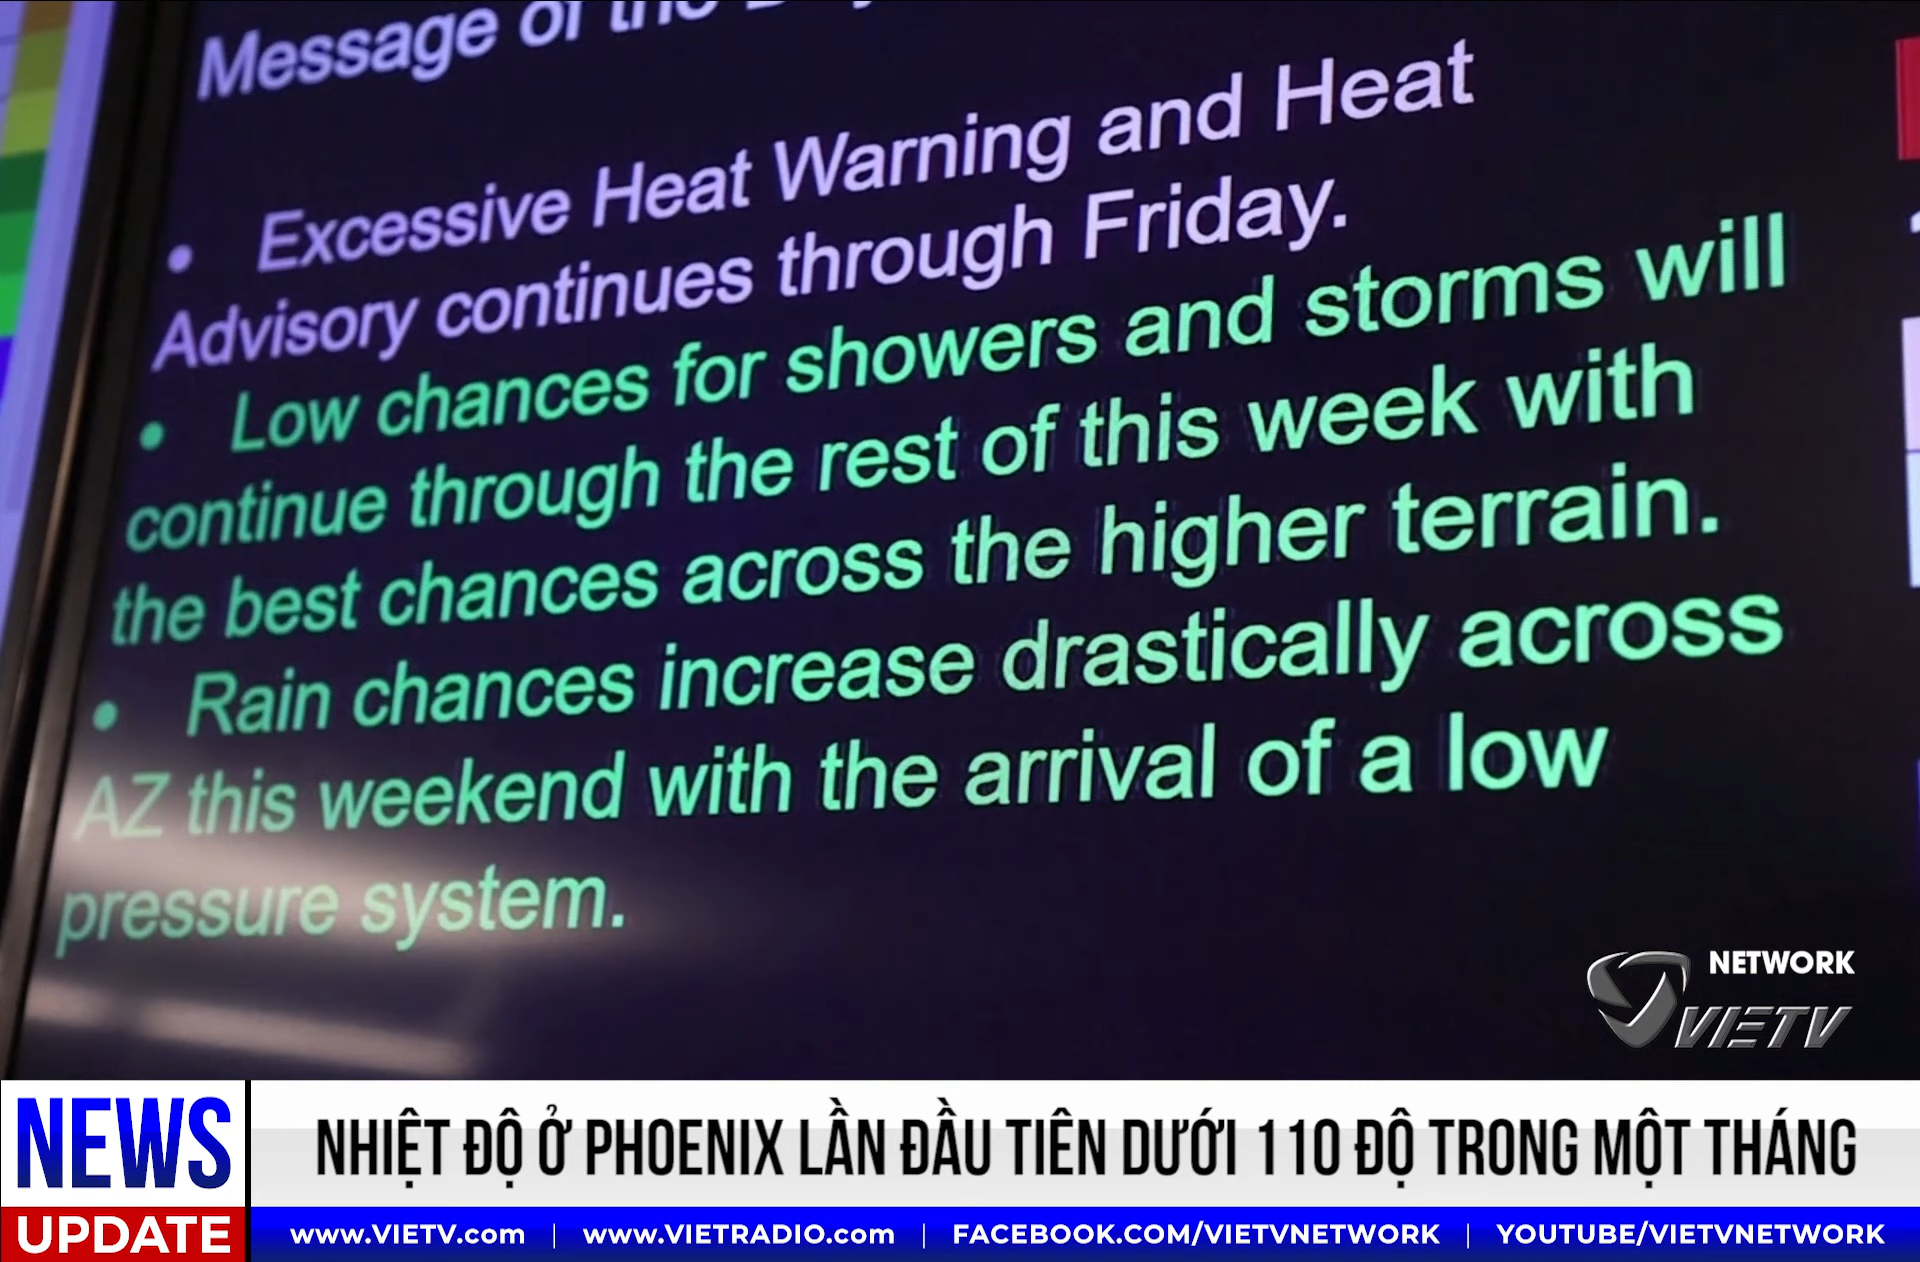 Message of the
• Excessive Heat Warning and Heat
Advisory continues through Friday.
• Low chances for showers and storms will
continue through the rest of this week with
the best chances across the higher terrain.
• Rain chances increase drastically across
AZ this weekend with the arrival of a low
pressure system.
NETWORK
VIETV
NEWS
UPDATE
NHIỆT ĐỘ Ở PHOENIX LẦN ĐẦU TIÊN DƯỚI 110 ĐỘ TRONG MỘT THÁNG
www.VIETV.com | www.VIETRADIO.com | FACEBOOK.COM/VIETVNETWORK | YOUTUBE/VIETVNETWORK